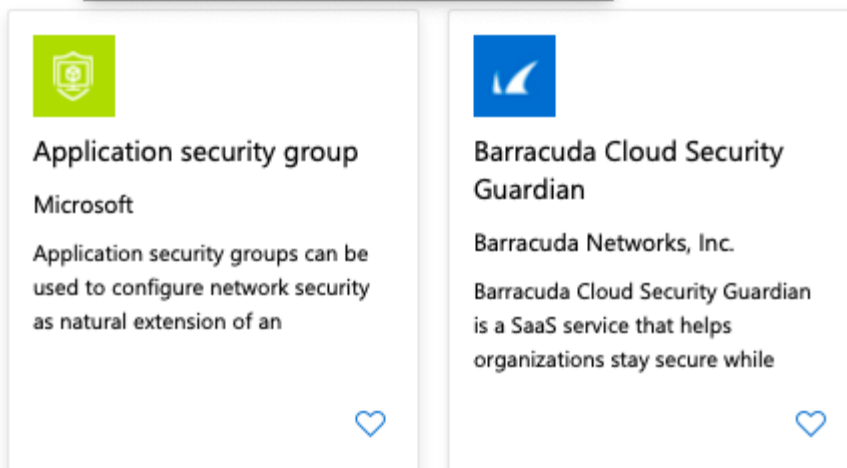 Application security group
Microsoft
Application security groups can be
used to configure network security
as natural extension of an
Barracuda Cloud Security
Guardian
Barracuda Networks, Inc.
Barracuda Cloud Security Guardian
is a SaaS service that helps
organizations stay secure while